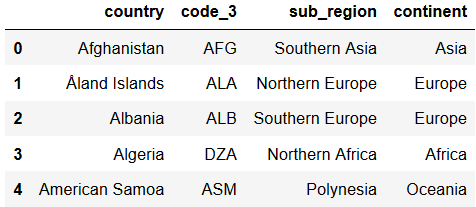 country code_3 sub_region continent
0 Afghanistan AFG Southern Asia Asia
1 Åland Islands ALA Northern Europe Europe
2 Albania ALB Southern Europe Europe
3 Algeria DZA Northern Africa Africa
4 American Samoa ASM Polynesia Oceania